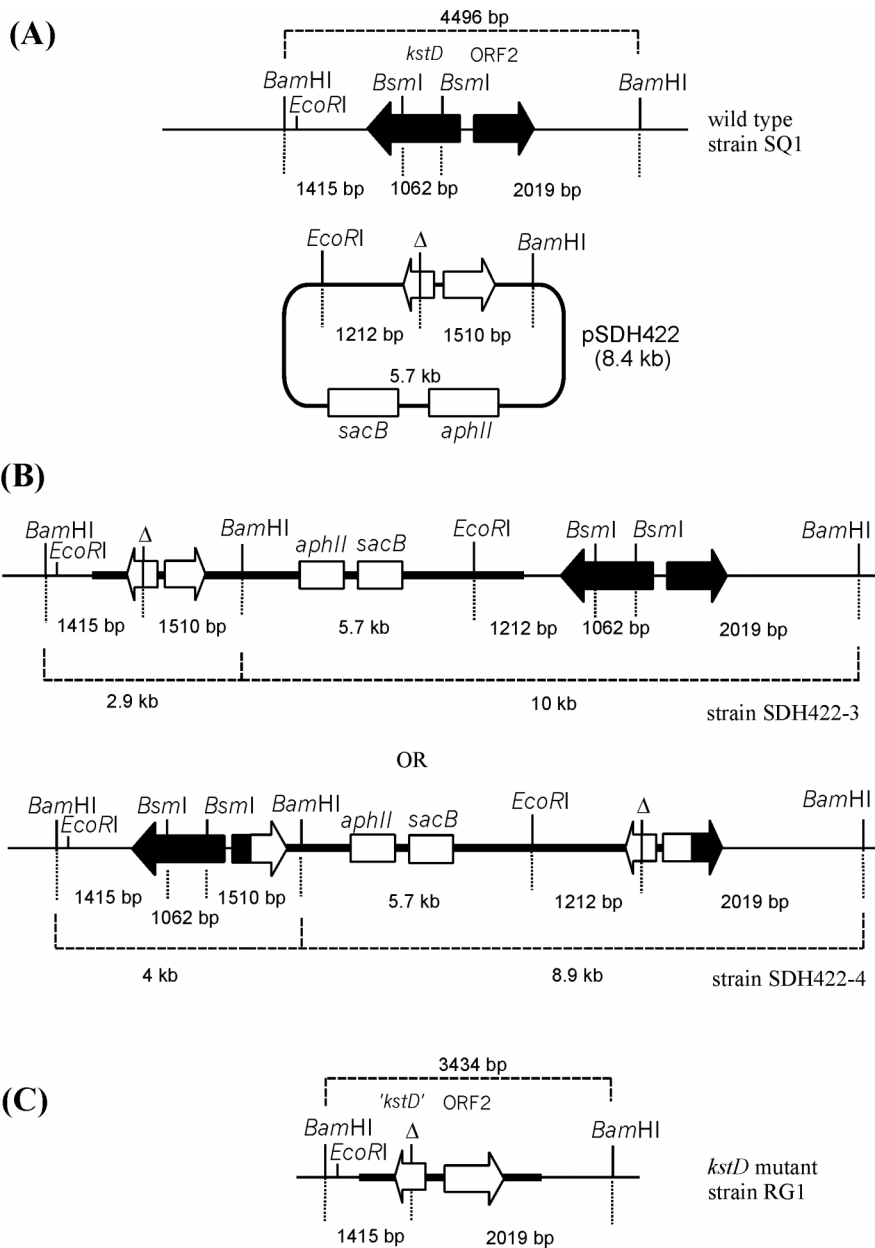 (A)
4496 bp
kstD ORF2
BamHI EcoRI BsmI BsmI BamHI
wild type
strain SQ1
1415 bp 1062 bp 2019 bp
EcoRI Δ BamHI
1212 bp 1510 bp
pSDH422
(8.4 kb)
5.7 kb
sacB aphII
(B)
BamHI EcoRI Δ BamHI aphII sacB EcoRI BsmI BsmI BamHI
1415 bp 1510 bp 5.7 kb 1212 bp 1062 bp 2019 bp
2.9 kb 10 kb
strain SDH422-3
OR
BamHI EcoRI BsmI BsmI BamHI aphII sacB EcoRI Δ BamHI
1415 bp 1062 bp 1510 bp 5.7 kb 1212 bp 2019 bp
4 kb 8.9 kb
strain SDH422-4
(C)
3434 bp
'kstD' ORF2
BamHI EcoRI Δ BamHI
kstD mutant
strain RG1
1415 bp 2019 bp